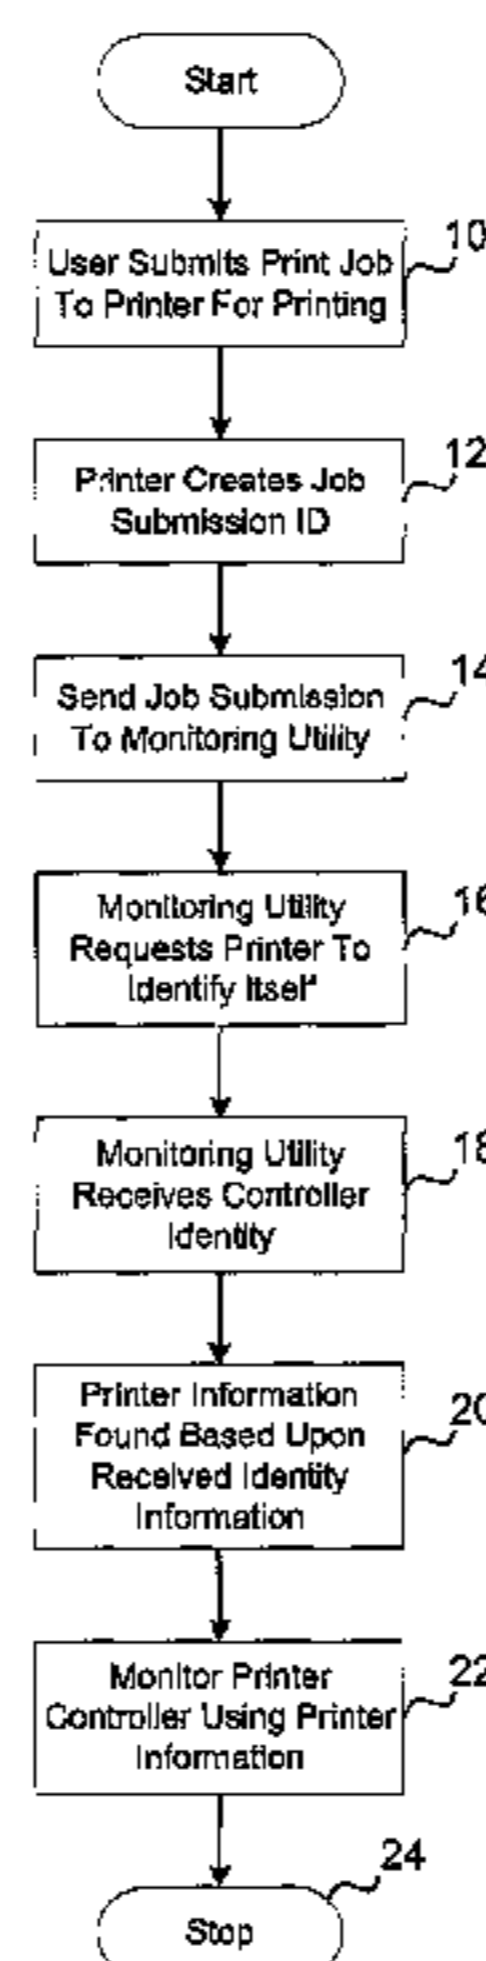 Start
10
User Submits Print Job
To Printer For Printing
12
Printer Creates Job
Submission ID
14
Send Job Submission
To Monitoring Utility
16
Monitoring Utility
Requests Printer To
Identify Itself
18
Monitoring Utility
Receives Controller
Identity
20
Printer Information
Found Based Upon
Received Identity
Information
22
Monitor Printer
Controller Using Printer
Information
24
Stop